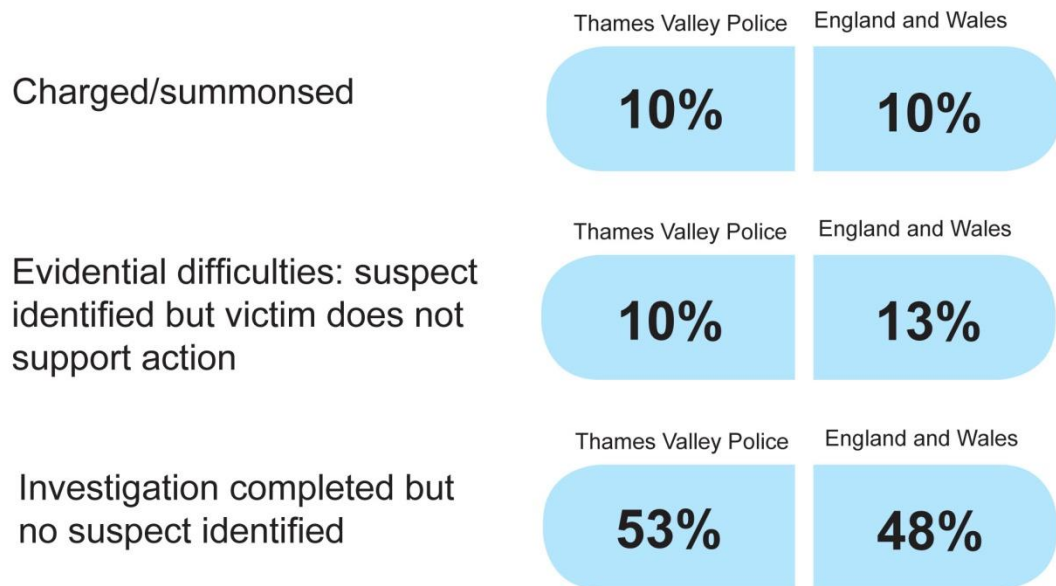 Thames Valley Police England and Wales
Charged/summonsed
10% 10%
Thames Valley Police England and Wales
Evidential difficulties: suspect
identified but victim does not
support action
10% 13%
Thames Valley Police England and Wales
Investigation completed but
no suspect identified
53% 48%